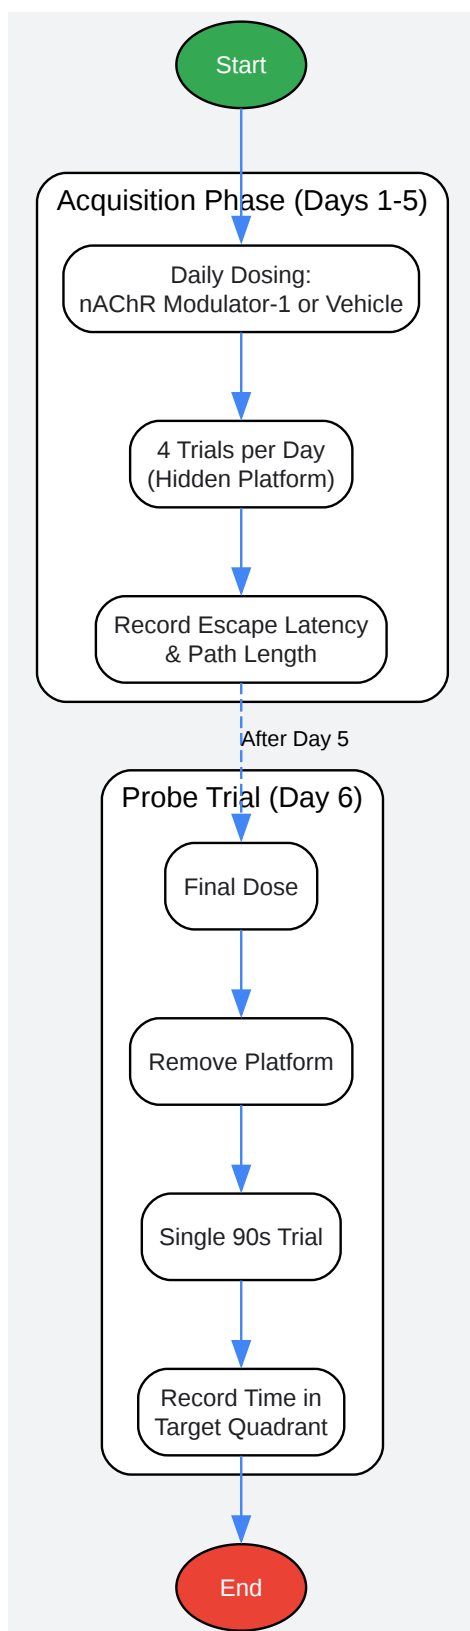 Start
Acquisition Phase (Days 1-5)
Daily Dosing:
nAChR Modulator-1 or Vehicle
4 Trials per Day
(Hidden Platform)
Record Escape Latency
& Path Length
After Day 5
Probe Trial (Day 6)
Final Dose
Remove Platform
Single 90s Trial
Record Time in
Target Quadrant
End